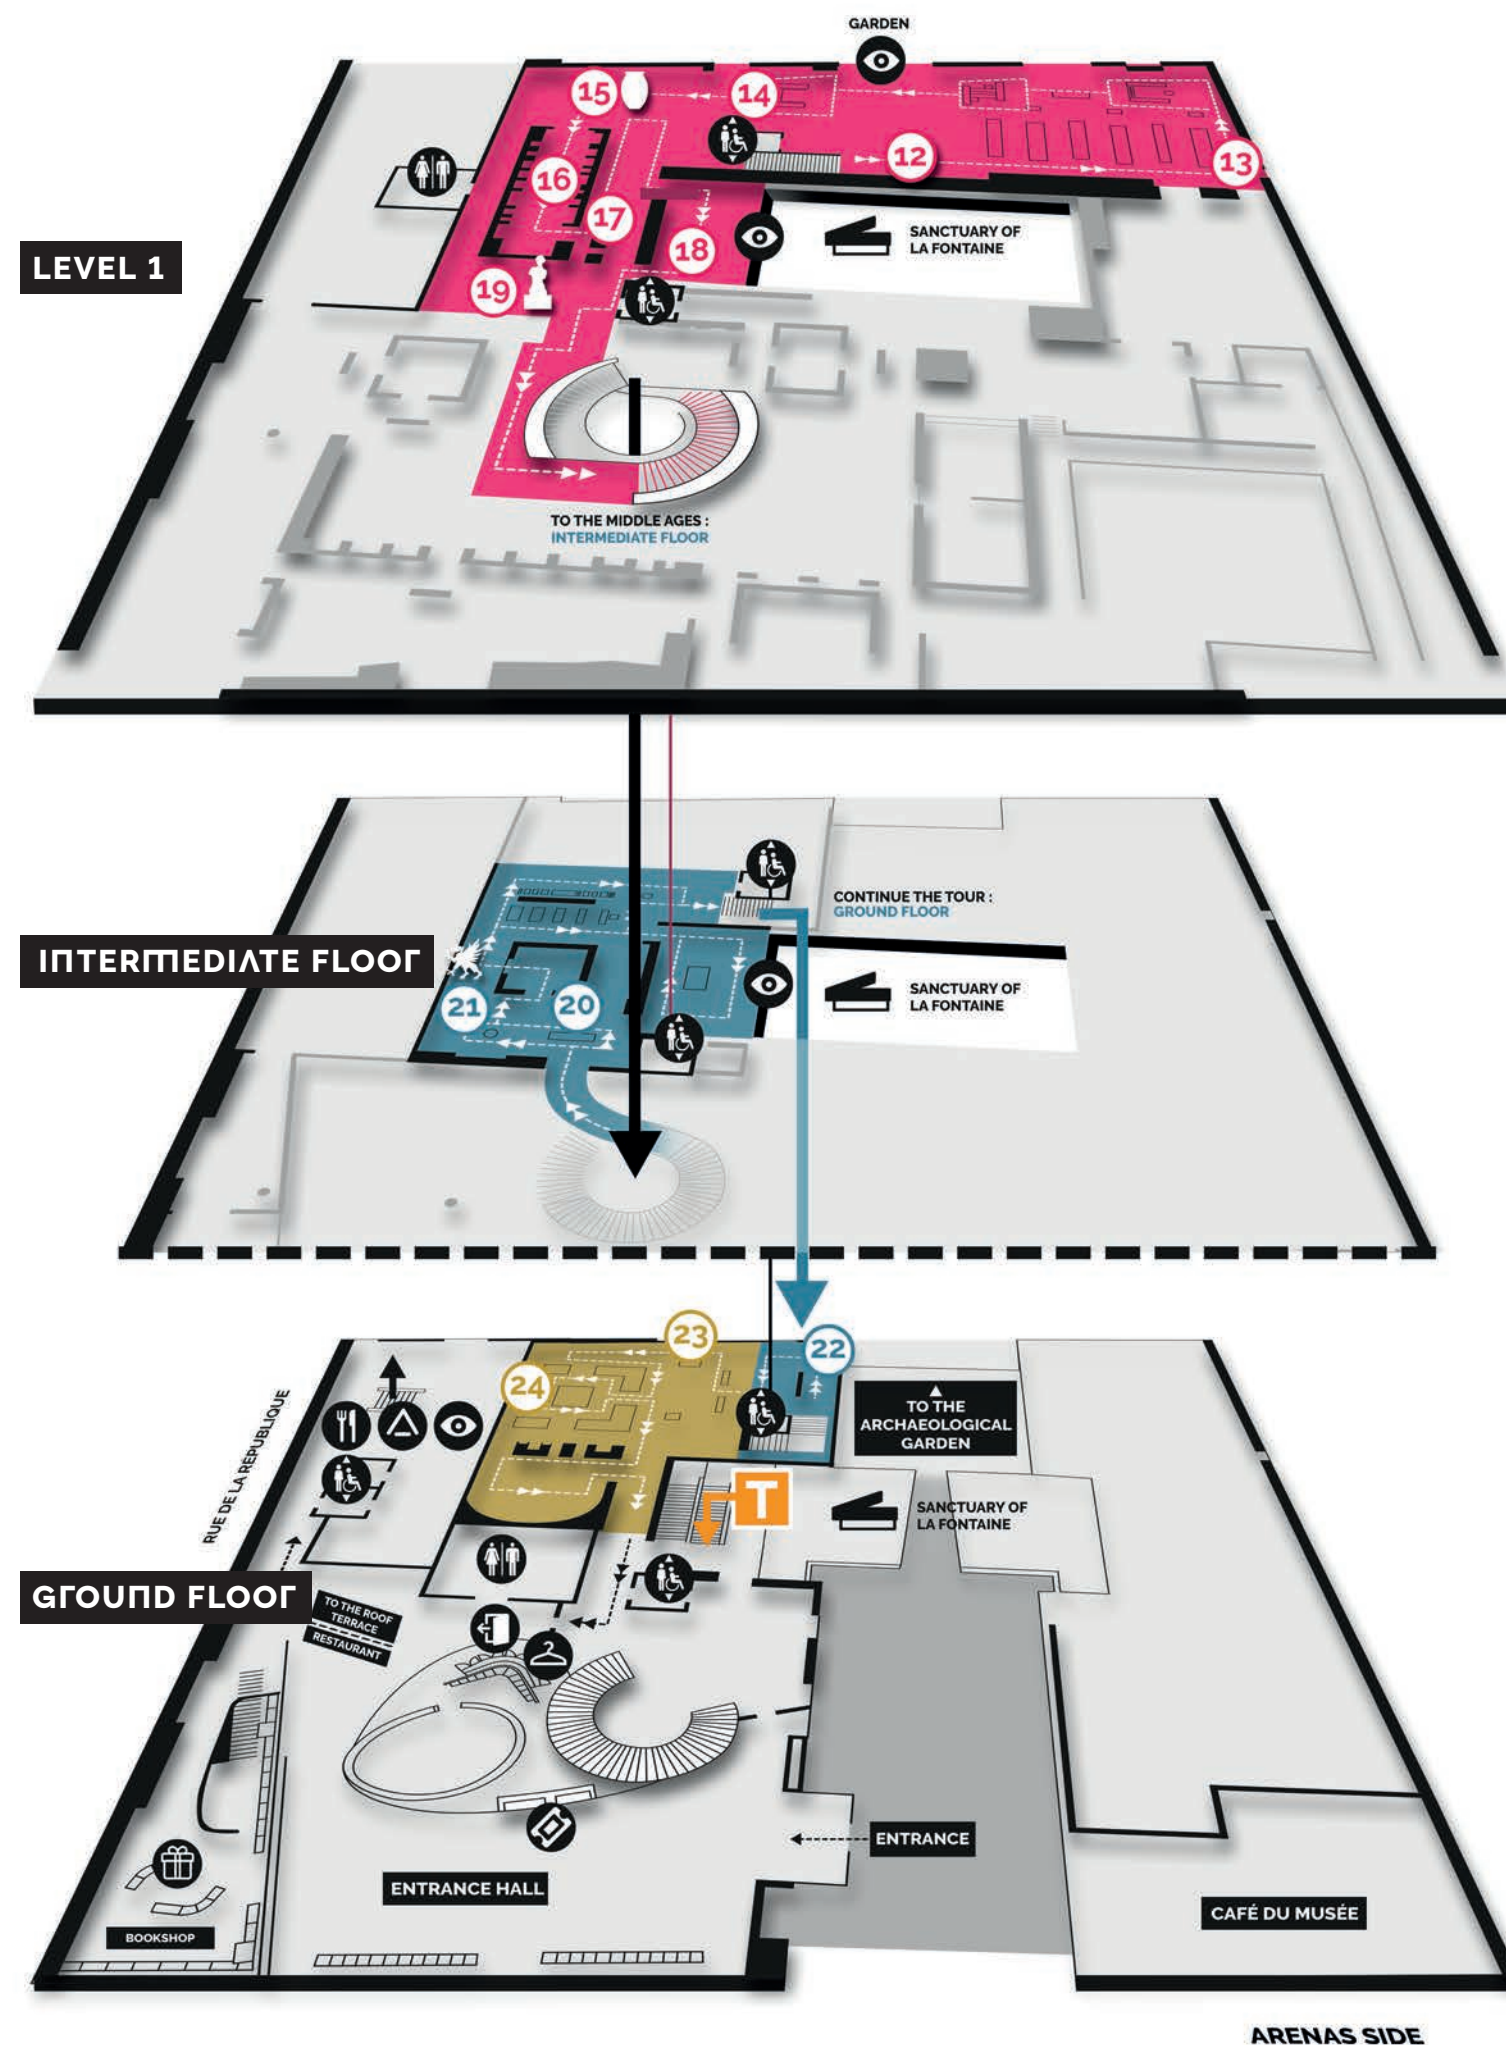 GARDEN
15
14
12
13
16
17
18
SANCTUARY OF
LA FONTAINE
LEVEL 1
19
TO THE MIDDLE AGES :
INTERMEDIATE FLOOR
CONTINUE THE TOUR :
GROUND FLOOR
INTERMEDIATE FLOOR
SANCTUARY OF
LA FONTAINE
21
20
23
22
24
TO THE
ARCHAEOLOGICAL
GARDEN
RUE DE LA REPUBLIQUE
T
SANCTUARY OF
LA FONTAINE
GROUND FLOOR
TO THE ROOF
TERRACE
RESTAURANT
ENTRANCE
ENTRANCE HALL
CAFÉ DU MUSÉE
BOOKSHOP
ARENAS SIDE